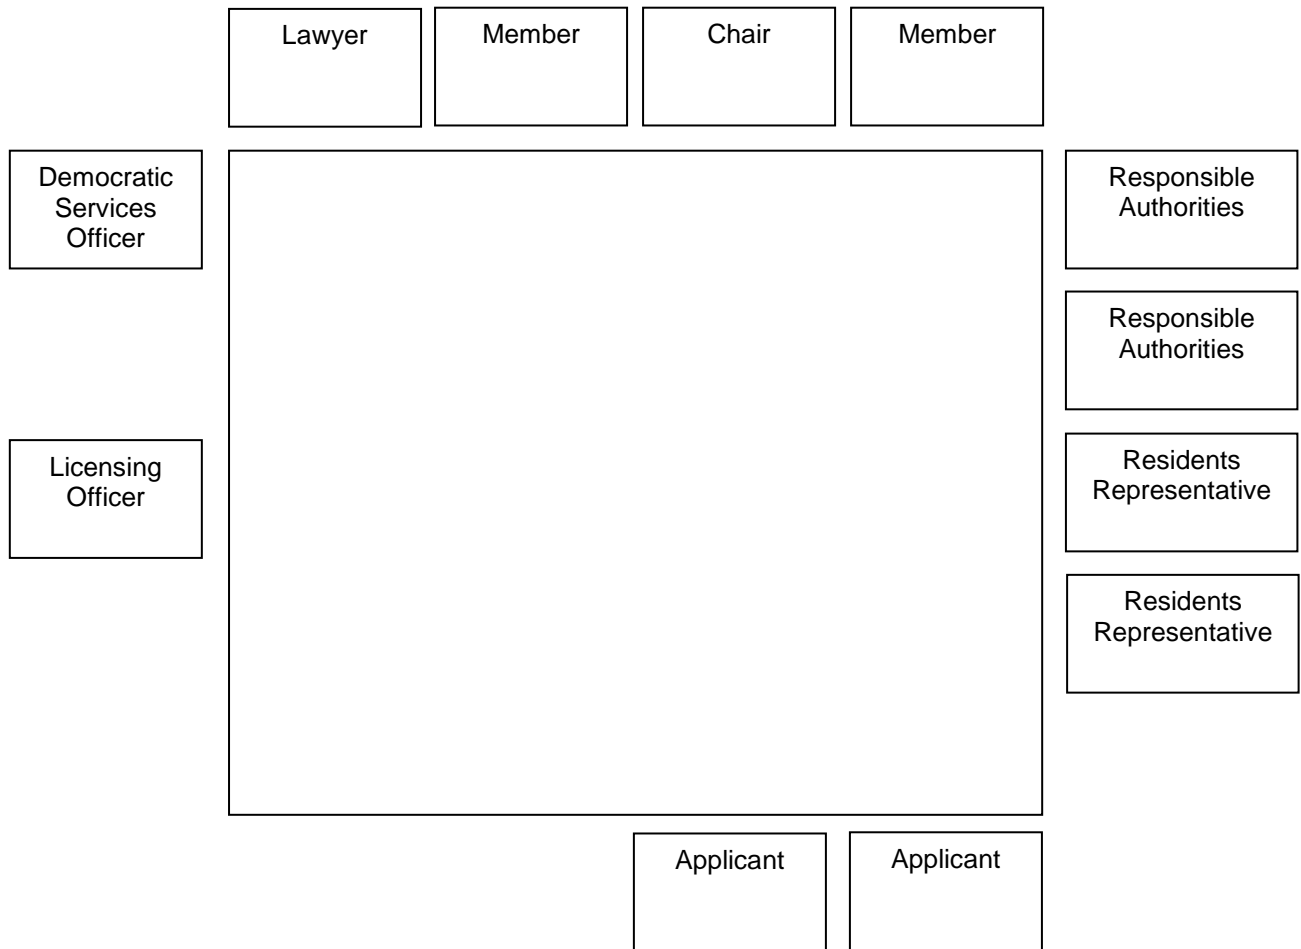 Lawyer
Member
Chair
Member
Democratic
Services
Officer
Responsible
Authorities
Responsible
Authorities
Licensing
Officer
Residents
Representative
Residents
Representative
Applicant
Applicant